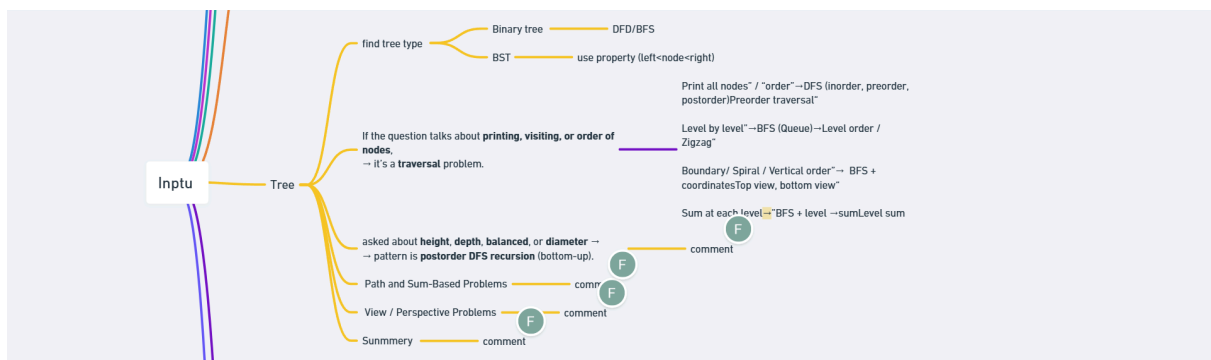 Inptu
Tree
find tree type
Binary tree
DFD/BFS
BST
use property (left<node<right)
If the question talks about printing, visiting, or order of
nodes,
→ it's a traversal problem.
Print all nodes" / "order"→DFS (inorder, preorder,
postorder)Preorder traversal"
Level by level"→BFS (Queue)→Level order /
Zigzag"
Boundary/ Spiral / Vertical order"→ BFS +
coordinatesTop view, bottom view"
Sum at each level→"BFS + level →sumLevel sum
F
asked about height, depth, balanced, or diameter →
→ pattern is postorder DFS recursion (bottom-up).
comment
F
Path and Sum-Based Problems
F
View / Perspective Problems
comment
F
Sunmmery
comment